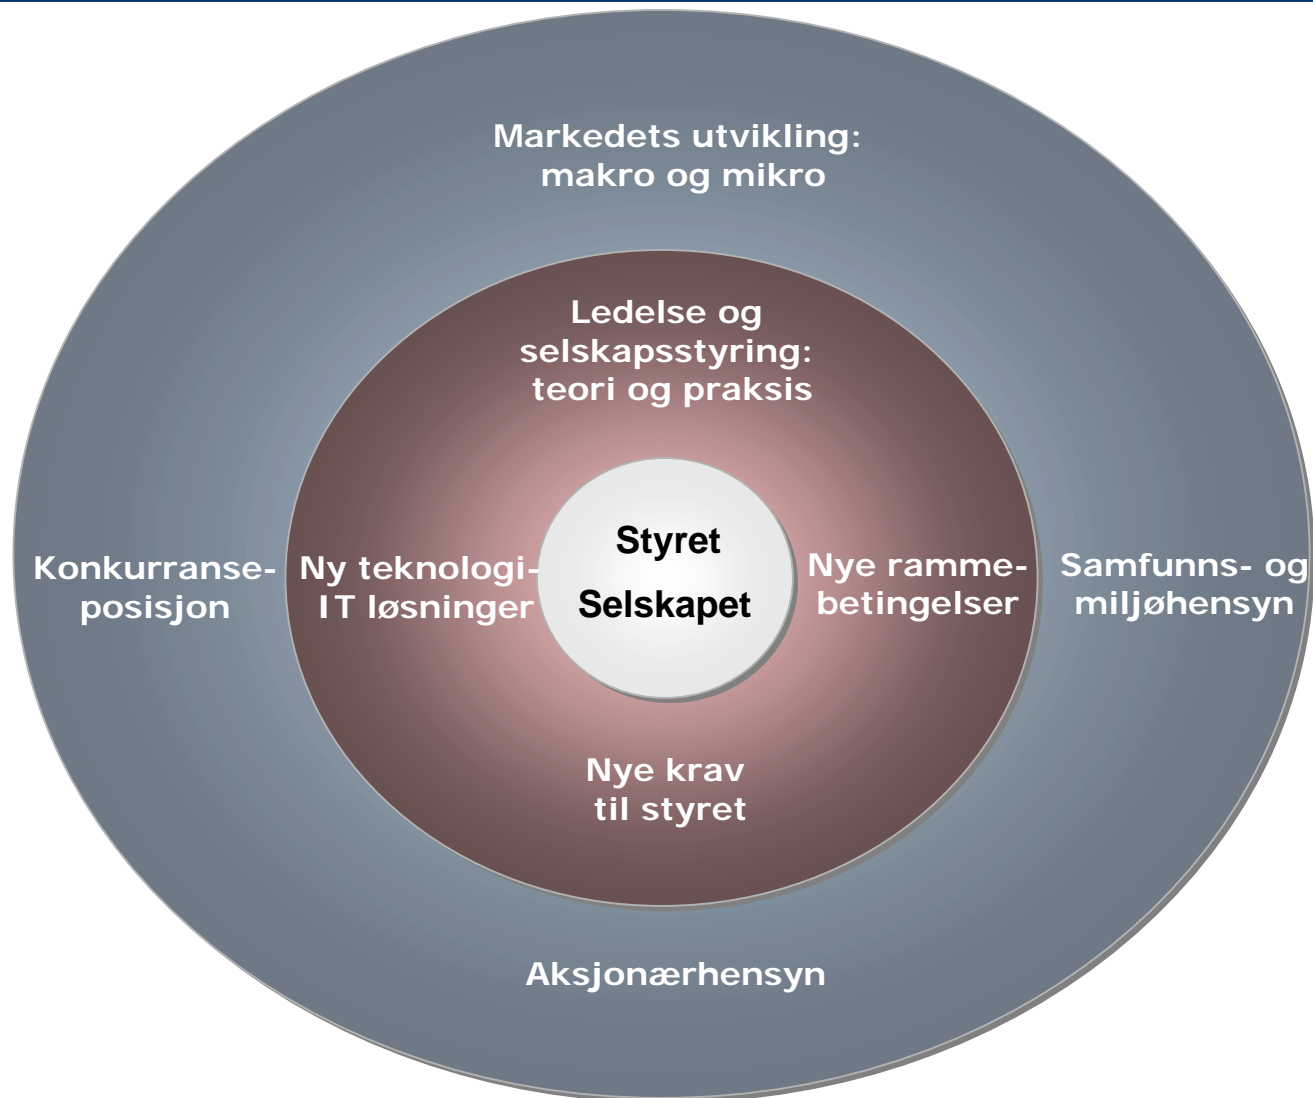 Markedets utvikling:
makro og mikro
Ledelse og
selskapsstyring:
teori og praksis
Konkurranse-
posisjon
Ny teknologi-
IT løsninger
Styret
Selskapet
Nye ramme-
betingelser
Samfunns- og
miljøhensyn
Nye krav
til styret
Aksjonærhensyn